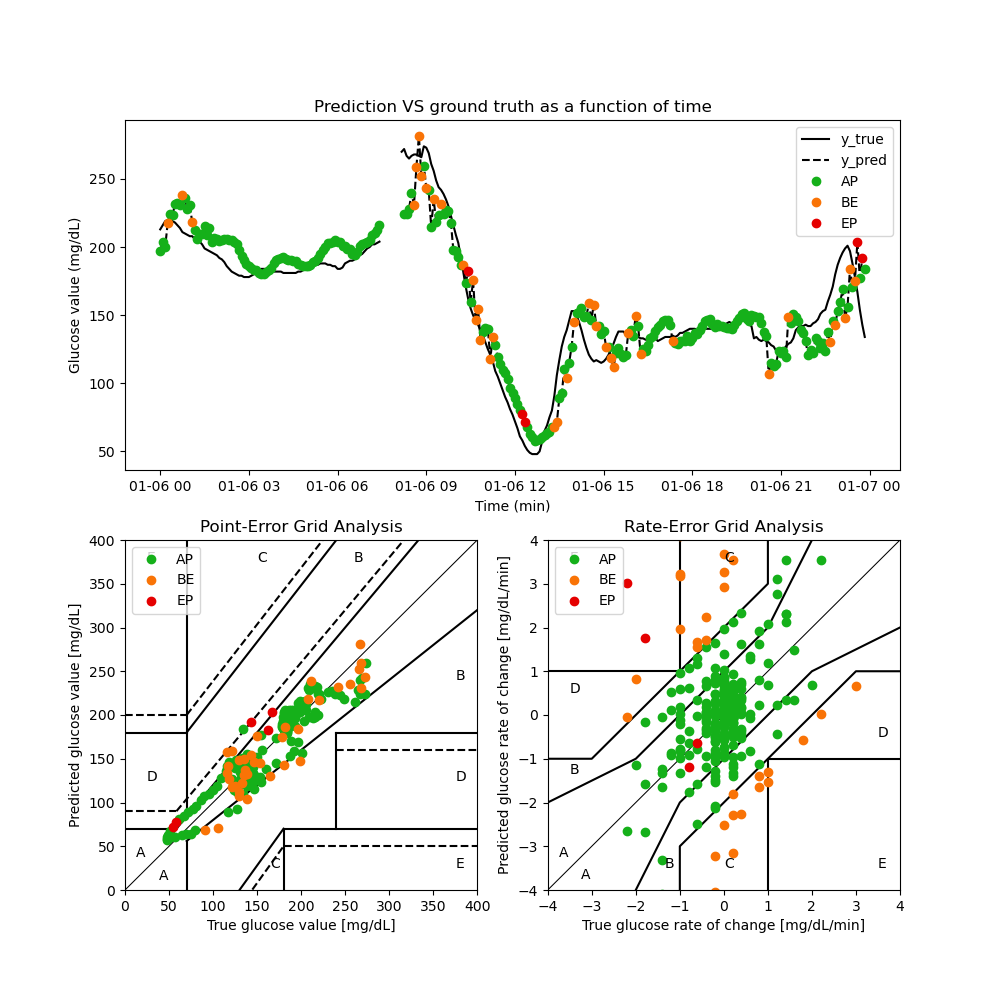 Prediction VS ground truth as a function of time
Glucose value (mg/dL)
250
200
150
100
50
y_true
y_pred
AP
BE
EP
01-06 00 01-06 03 01-06 06 01-06 09 01-06 12 01-06 15 01-06 18 01-06 21 01-07 00
Time (min)
Point-Error Grid Analysis
Predicted glucose value [mg/dL]
400
350
300
250
200
150
100
50
0
AP
BE
EP
C
B
B
D
D
D
A
A
C
E
0 50 100 150 200 250 300 350 400
True glucose value [mg/dL]
Rate-Error Grid Analysis
Predicted glucose rate of change [mg/dL/min]
4
3
2
1
0
−1
−2
−3
−4
AP
BE
EP
C
D
D
B
A
A
B
C
E
−4 −3 −2 −1 0 1 2 3 4
True glucose rate of change [mg/dL/min]